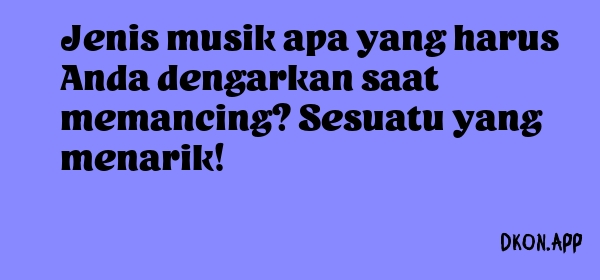 Jenis musik apa yang harus
Anda dengarkan saat
memancing? Sesuatu yang
menarik!
DKON.APP